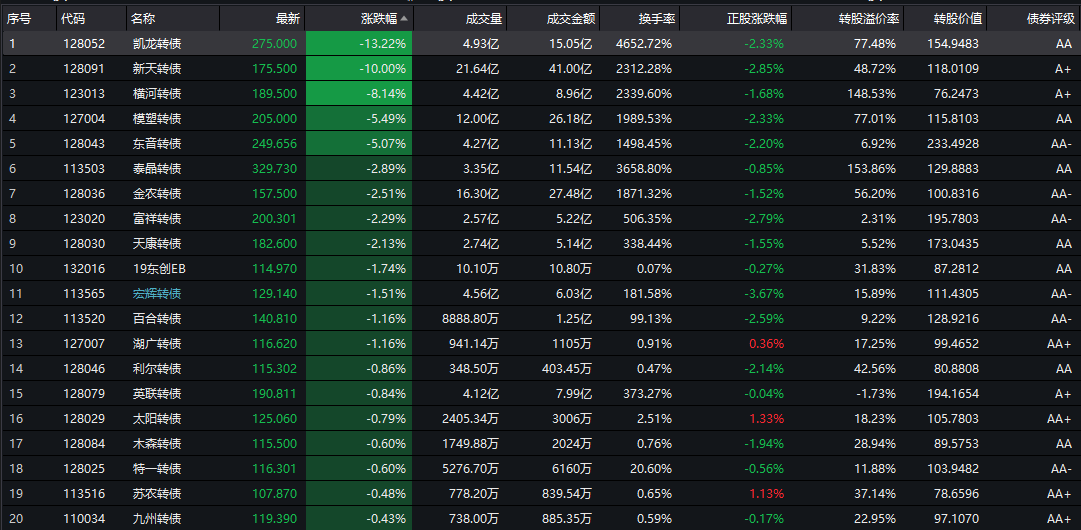 序号 代码 名称 最新 涨跌幅 成交量 成交金额 换手率 正股涨跌幅 转股溢价率 转股价值 债券评级
1 128052 凯龙转债 275.000 -13.22% 4.93亿 15.05亿 4652.72% -2.33% 77.48% 154.9483 AA
2 128091 新天转债 175.500 -10.00% 21.64亿 41.00亿 2312.28% -2.85% 48.72% 118.0109 A+
3 123013 横河转债 189.500 -8.14% 4.42亿 8.96亿 2339.60% -1.68% 148.53% 76.2473 A+
4 127004 模塑转债 205.000 -5.49% 12.00亿 26.18亿 1989.53% -2.33% 77.01% 115.8103 AA
5 128043 东音转债 249.656 -5.07% 4.27亿 11.13亿 1498.45% -2.20% 6.92% 233.4928 AA-
6 113503 泰晶转债 329.730 -2.89% 3.35亿 11.54亿 3658.80% -0.85% 153.86% 129.8883 AA
7 128036 金农转债 157.500 -2.51% 16.30亿 27.48亿 1871.32% -1.52% 56.20% 100.8316 AA-
8 123020 富祥转债 200.301 -2.29% 2.57亿 5.22亿 506.35% -2.79% 2.31% 195.7803 AA-
9 128030 天康转债 182.600 -2.13% 2.74亿 5.14亿 338.44% -1.55% 5.52% 173.0435 AA
10 132016 19东创EB 114.970 -1.74% 10.10万 10.80万 0.07% -0.27% 31.83% 87.2812 AA
11 113565 宏辉转债 129.140 -1.51% 4.56亿 6.03亿 181.58% -3.67% 15.89% 111.4305 AA-
12 113520 百合转债 140.810 -1.16% 8888.80万 1.25亿 99.13% -2.59% 9.22% 128.9216 AA-
13 127007 湖广转债 116.620 -1.16% 941.14万 1105万 0.91% 0.36% 17.25% 99.4652 AA+
14 128046 利尔转债 115.302 -0.86% 348.50万 403.45万 0.47% -2.14% 42.56% 80.8808 AA
15 128079 英联转债 190.811 -0.84% 4.12亿 7.99亿 373.27% -0.04% -1.73% 194.1654 A+
16 128029 太阳转债 125.060 -0.79% 2405.34万 3006万 2.51% 1.33% 18.23% 105.7803 AA+
17 128084 木森转债 115.500 -0.60% 1749.88万 2024万 0.76% -1.94% 28.94% 89.5753 AA
18 128025 特一转债 116.301 -0.60% 5276.70万 6160万 20.60% -0.56% 11.88% 103.9482 AA-
19 113516 苏农转债 107.870 -0.48% 778.20万 839.54万 0.65% 1.13% 37.14% 78.6596 AA+
20 110034 九州转债 119.390 -0.43% 738.00万 885.35万 0.59% -0.17% 22.95% 97.1070 AA+